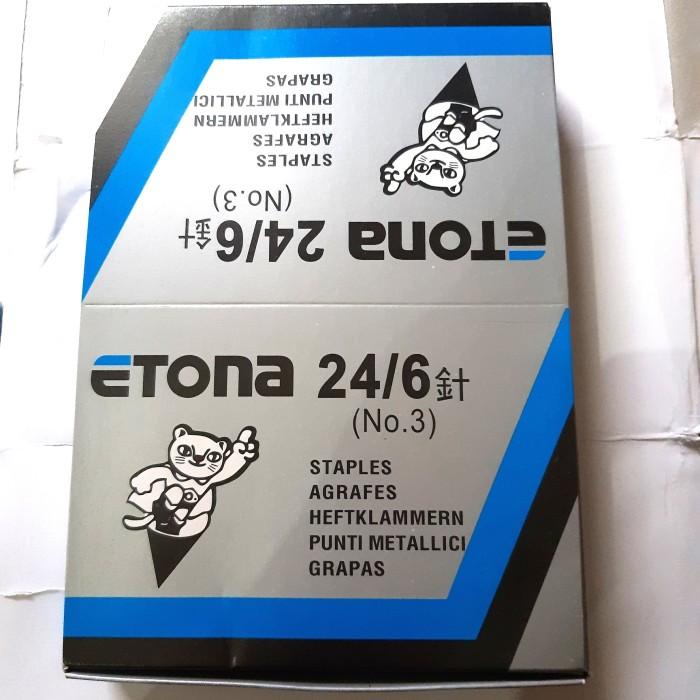 STAPLES
AGRAFES
HEFTKLAMMERN
PUNTI METALLICI
GRAPAS
ETONA 24/6針
(No.3)
ETONA 24/6針
(No.3)
STAPLES
AGRAFES
HEFTKLAMMERN
PUNTI METALLICI
GRAPAS